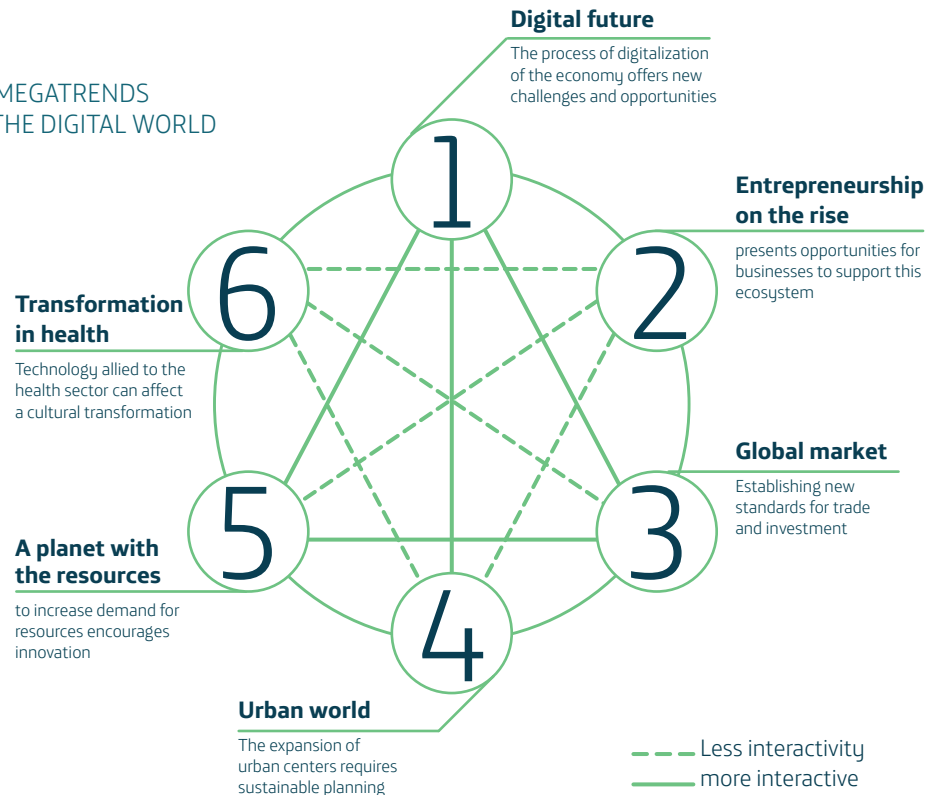 Digital future
The process of digitalization
of the economy offers new
challenges and opportunities
MEGATRENDS
THE DIGITAL WORLD
1
Entrepreneurship
on the rise
presents opportunities for
businesses to support this
ecosystem
2
6
Transformation
in health
Technology allied to the
health sector can affect
a cultural transformation
Global market
Establishing new
standards for trade
and investment
3
5
A planet with
the resources
to increase demand for
resources encourages
innovation
4
Urban world
The expansion of
urban centers requires
sustainable planning
Less interactivity
more interactive